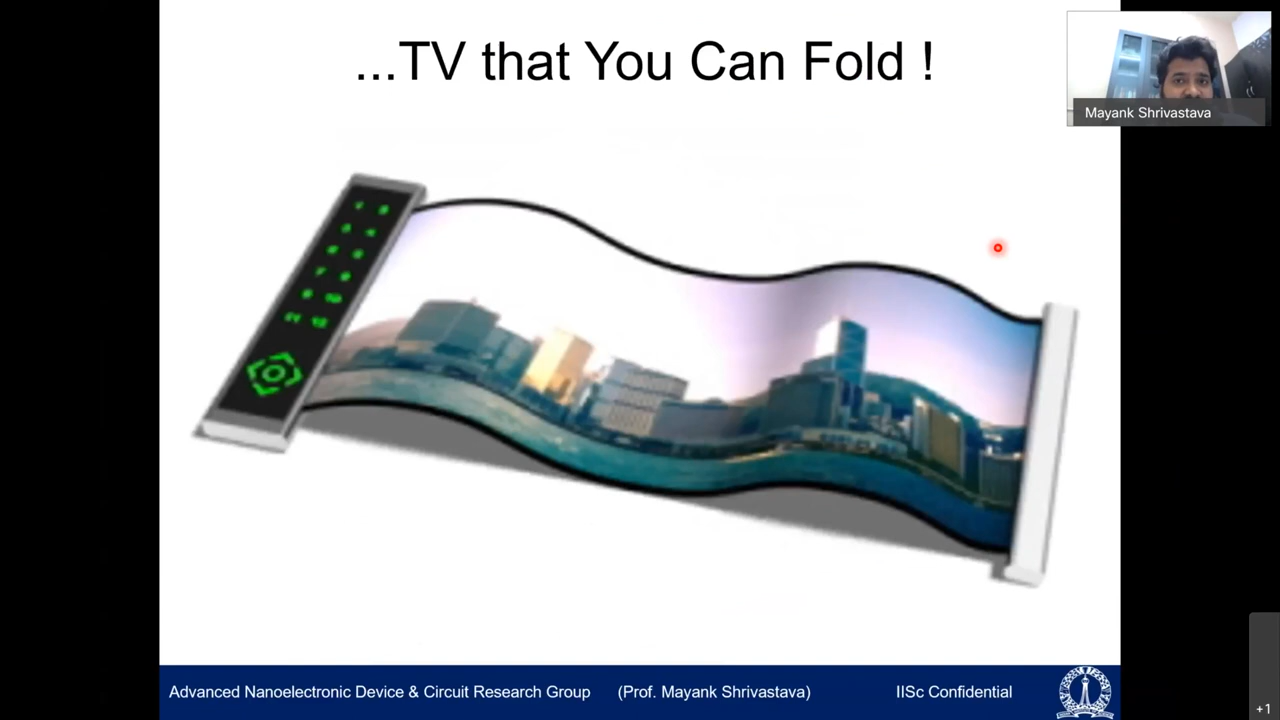 ...TV that You Can Fold !
Mayank Shrivastava
Advanced Nanoelectronic Device & Circuit Research Group (Prof. Mayank Shrivastava) IISc Confidential
+1